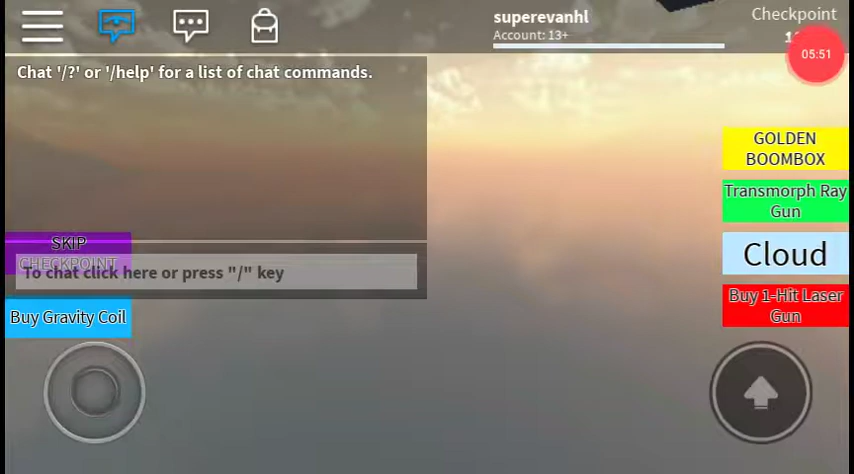 superevanhl
Account: 13+
Checkpoint
05:51
Chat '/?' or '/help' for a list of chat commands.
GOLDEN
BOOMBOX
Transmorph Ray
Gun
SKIP
CHECKPOINT
To chat click here or press "/" key
Cloud
Buy Gravity Coil
Buy 1-Hit Laser
Gun